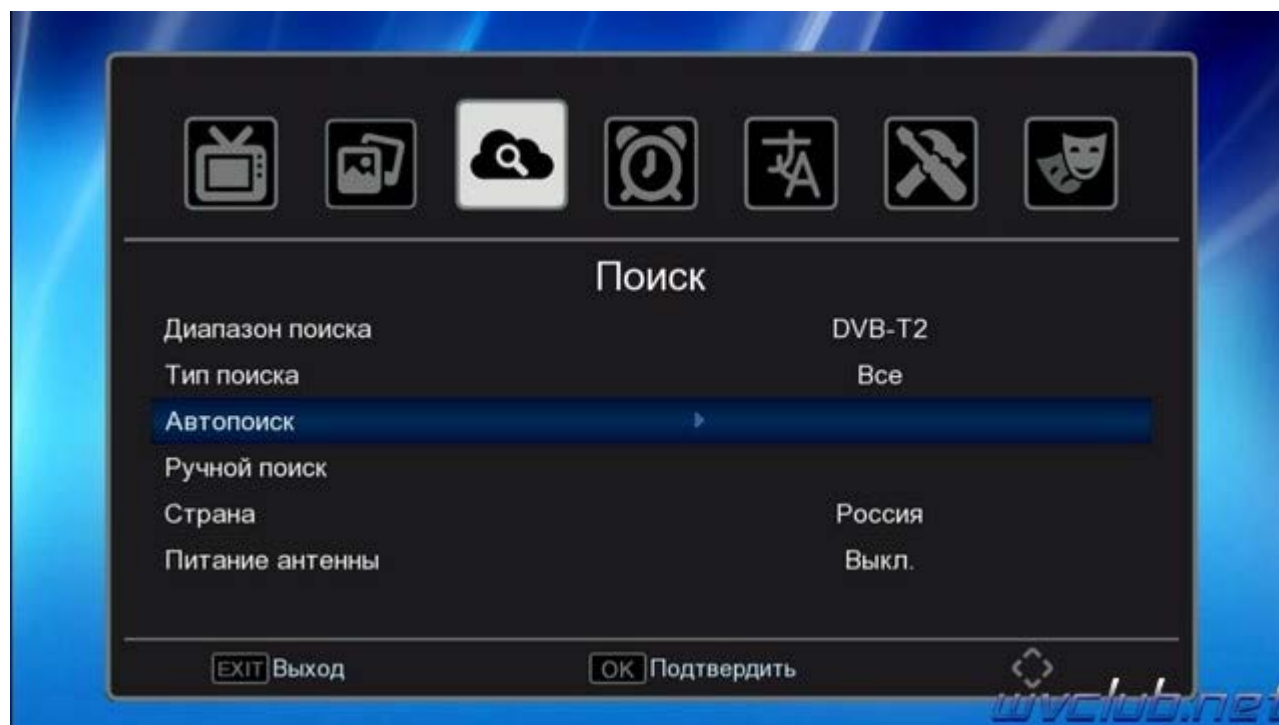 Поиск
Диапазон поиска DVB-T2
Тип поиска Все
Автопоиск
Ручной поиск
Страна Россия
Питание антенны Выкл.
EXIT Выход OK Подтвердить
wvclub.net